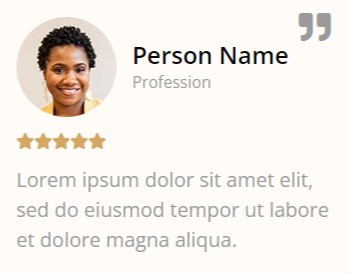 Person Name
Profession
Lorem ipsum dolor sit amet elit,
sed do eiusmod tempor ut labore
et dolore magna aliqua.